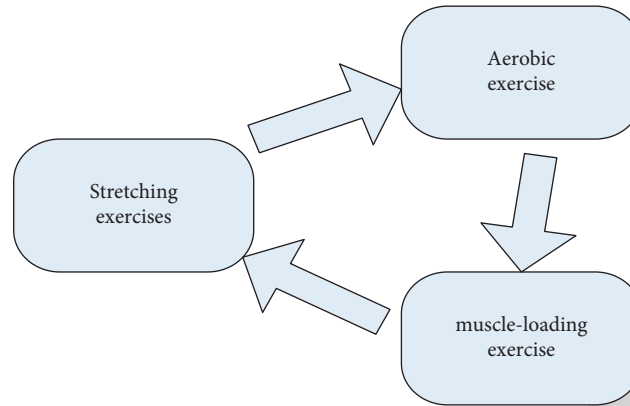 Aerobic
exercise
Stretching
exercises
muscle-loading
exercise